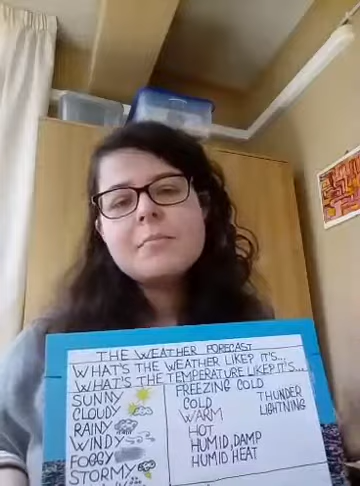 THE WEATHER FORECAST
WHAT'S THE WEATHER LIKE? IT'S...
WHAT'S THE TEMPERATURE LIKE? IT'S...
SUNNY
CLOUDY
RAINY
WINDY
FOGGY
STORMY
FREEZING COLD
COLD
WARM
HOT
HUMID, DAMP
HUMID HEAT
THUNDER
LIGHTNING